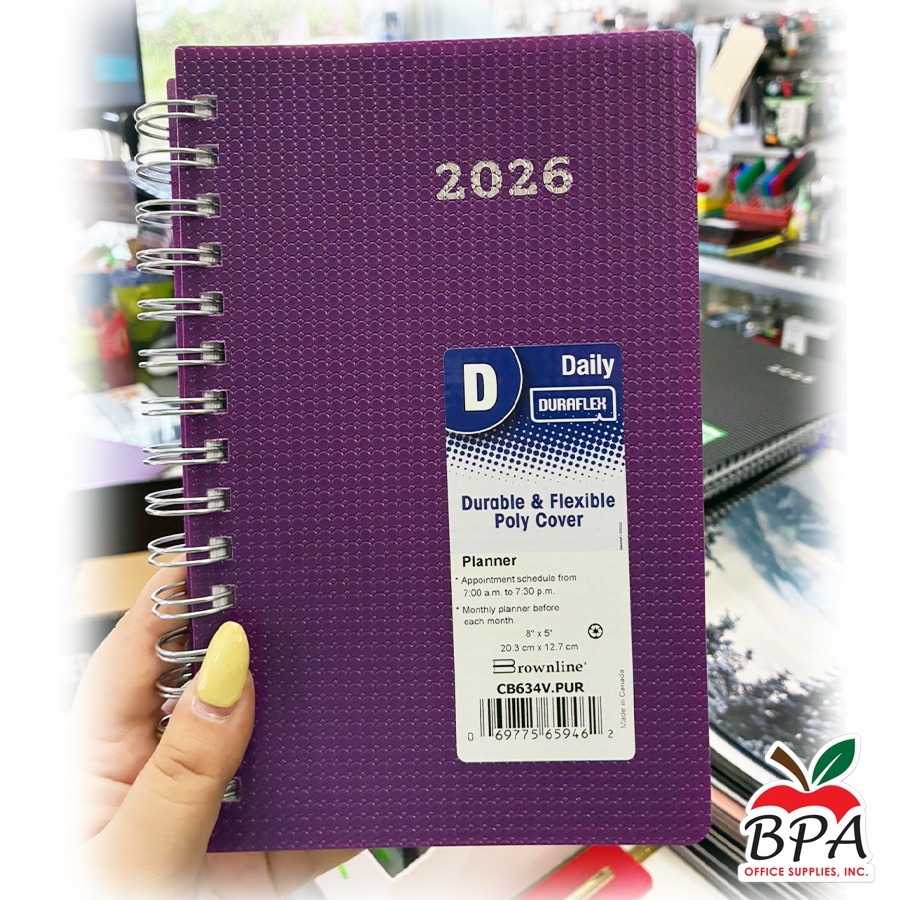 2026
D
Daily
DURAFLEX
Durable & Flexible
Poly Cover
Planner
* Appointment schedule from
7:00 a.m. to 7:30 p.m.
* Monthly planner before
each month.
8" x 5"
20.3 cm x 12.7 cm
Brownline®
CB634V.PUR
0 69775 65946 2
Made in Canada
2026
BPA
OFFICE SUPPLIES, INC.